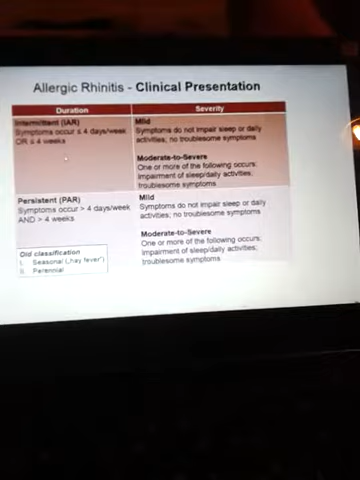 Allergic Rhinitis - Clinical Presentation
Duration
Severity
Intermittent (IAR)
Symptoms occur ≤ 4 days/week
OR ≤ 4 weeks
Mild
Symptoms do not impair sleep or daily
activities; no troublesome symptoms
Moderate-to-Severe
One or more of the following occurs:
Impairment of sleep/daily activities;
troublesome symptoms
Persistent (PAR)
Symptoms occur > 4 days/week
AND > 4 weeks
Mild
Symptoms do not impair sleep or daily
activities; no troublesome symptoms
Moderate-to-Severe
One or more of the following occurs:
Impairment of sleep/daily activities;
troublesome symptoms
Old classification
I. Seasonal („hay fever")
II. Perennial